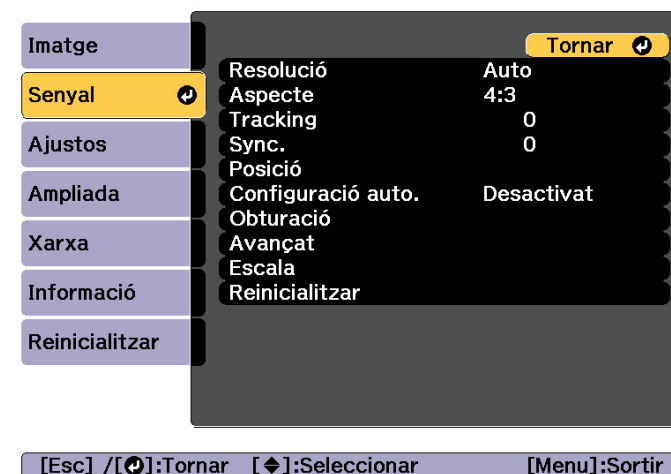 Imatge
Senyal
Ajustos
Ampliada
Xarxa
Informació
Reinicialitzar
Tornar
Resolució Auto
Aspecte 4:3
Tracking 0
Sync. 0
Posició
Configuració auto. Desactivat
Obturació
Avançat
Escala
Reinicialitzar
[Esc] /[⏎]:Tornar [◆]:Seleccionar [Menu]:Sortir